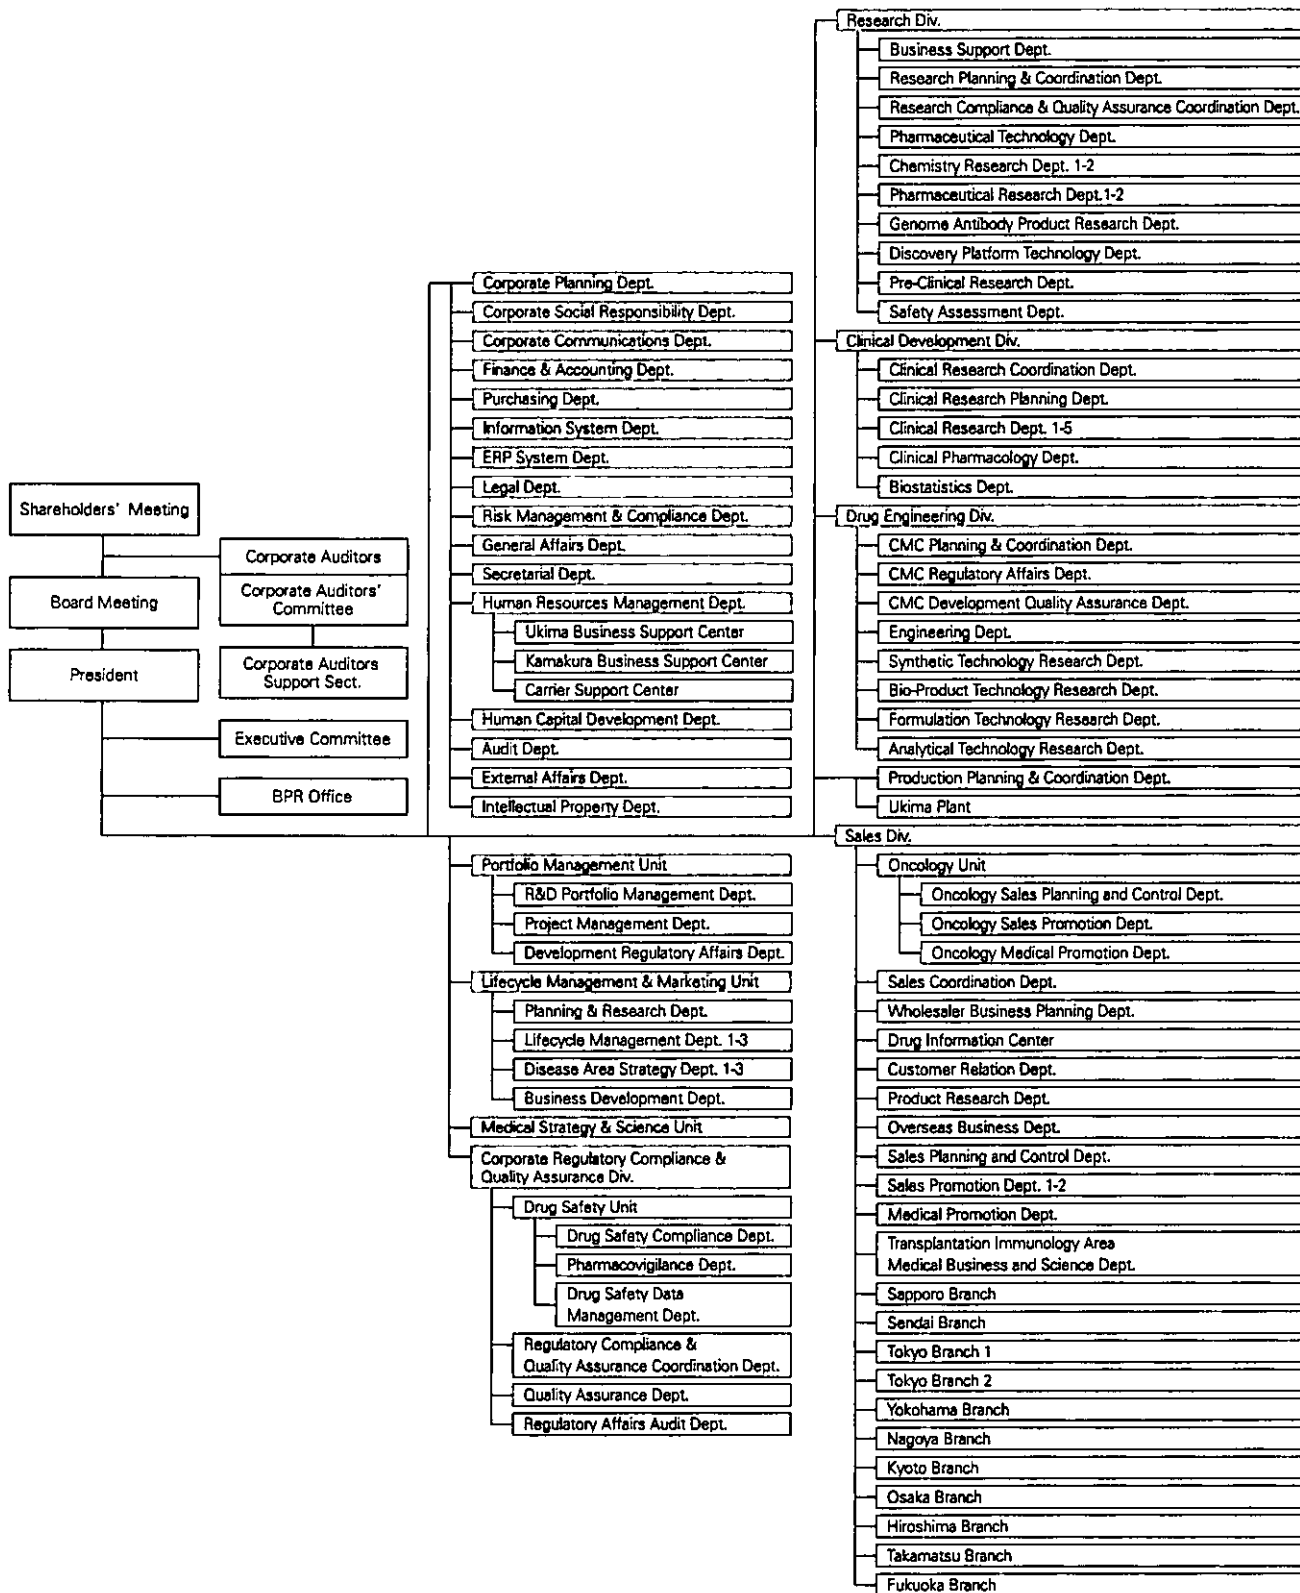 Shareholders' Meeting
Corporate Auditors
Board Meeting
Corporate Auditors'
Committee
President
Corporate Auditors
Support Sect.
Executive Committee
BPR Office
Corporate Planning Dept.
Corporate Social Responsibility Dept.
Corporate Communications Dept.
Finance & Accounting Dept.
Purchasing Dept.
Information System Dept.
ERP System Dept.
Legal Dept.
Risk Management & Compliance Dept.
General Affairs Dept.
Secretarial Dept.
Human Resources Management Dept.
Ukima Business Support Center
Kamakura Business Support Center
Carrier Support Center
Human Capital Development Dept.
Audit Dept.
External Affairs Dept.
Intellectual Property Dept.
Portfolio Management Unit
R&D Portfolio Management Dept.
Project Management Dept.
Development Regulatory Affairs Dept.
Lifecycle Management & Marketing Unit
Planning & Research Dept.
Lifecycle Management Dept. 1-3
Disease Area Strategy Dept. 1-3
Business Development Dept.
Medical Strategy & Science Unit
Corporate Regulatory Compliance &
Quality Assurance Div.
Drug Safety Unit
Drug Safety Compliance Dept.
Pharmacovigilance Dept.
Drug Safety Data
Management Dept.
Regulatory Compliance &
Quality Assurance Coordination Dept.
Quality Assurance Dept.
Regulatory Affairs Audit Dept.
Research Div.
Business Support Dept.
Research Planning & Coordination Dept.
Research Compliance & Quality Assurance Coordination Dept.
Pharmaceutical Technology Dept.
Chemistry Research Dept. 1-2
Pharmaceutical Research Dept.1-2
Genome Antibody Product Research Dept.
Discovery Platform Technology Dept.
Pre-Clinical Research Dept.
Safety Assessment Dept.
Clinical Development Div.
Clinical Research Coordination Dept.
Clinical Research Planning Dept.
Clinical Research Dept. 1-5
Clinical Pharmacology Dept.
Biostatistics Dept.
Drug Engineering Div.
CMC Planning & Coordination Dept.
CMC Regulatory Affairs Dept.
CMC Development Quality Assurance Dept.
Engineering Dept.
Synthetic Technology Research Dept.
Bio-Product Technology Research Dept.
Formulation Technology Research Dept.
Analytical Technology Research Dept.
Production Planning & Coordination Dept.
Ukima Plant
Sales Div.
Oncology Unit
Oncology Sales Planning and Control Dept.
Oncology Sales Promotion Dept.
Oncology Medical Promotion Dept.
Sales Coordination Dept.
Wholesaler Business Planning Dept.
Drug Information Center
Customer Relation Dept.
Product Research Dept.
Overseas Business Dept.
Sales Planning and Control Dept.
Sales Promotion Dept. 1-2
Medical Promotion Dept.
Transplantation Immunology Area
Medical Business and Science Dept.
Sapporo Branch
Sendai Branch
Tokyo Branch 1
Tokyo Branch 2
Yokohama Branch
Nagoya Branch
Kyoto Branch
Osaka Branch
Hiroshima Branch
Takamatsu Branch
Fukuoka Branch